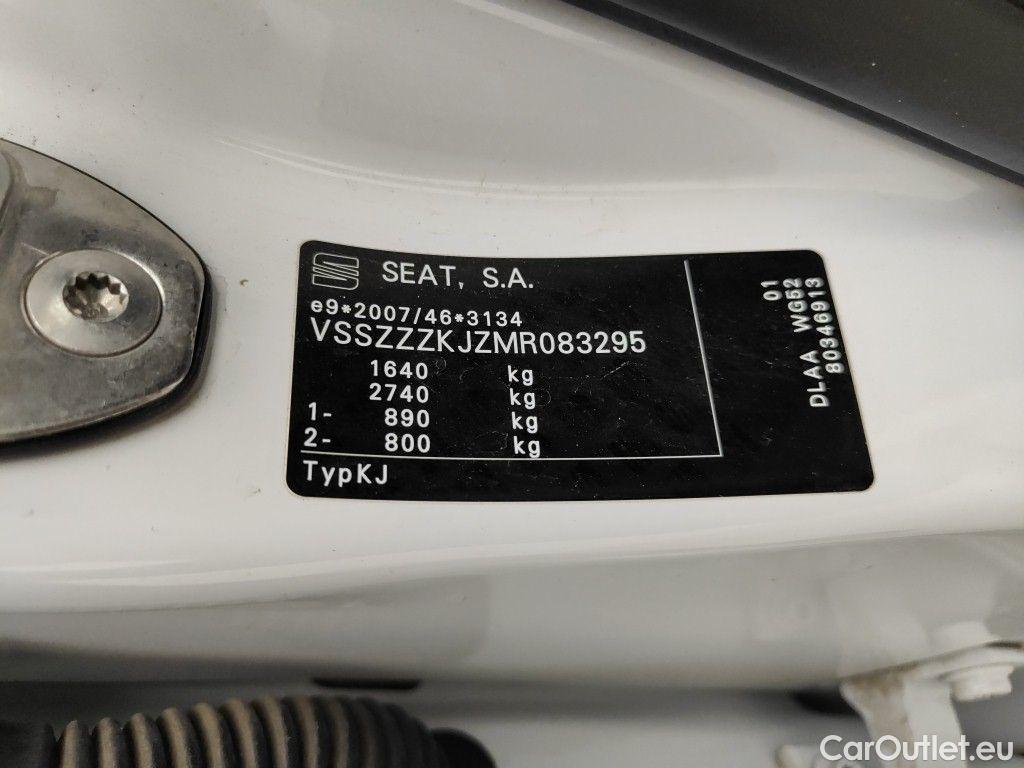 SEAT, S.A.
e9*2007/46*3134
VSSZZZKJZMR083295
1640 kg
2740 kg
1- 890 kg
2- 800 kg
TypKJ
01
DLAA WG52
80346913
CarOutlet.eu